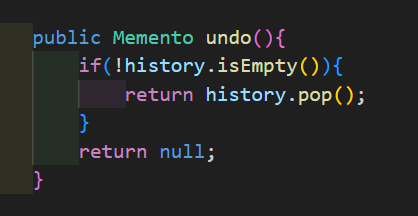 public Memento undo(){
    if(!history.isEmpty()){
        return history.pop();
    }
    return null;
}